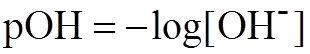 pOH = −log[OH⁻]